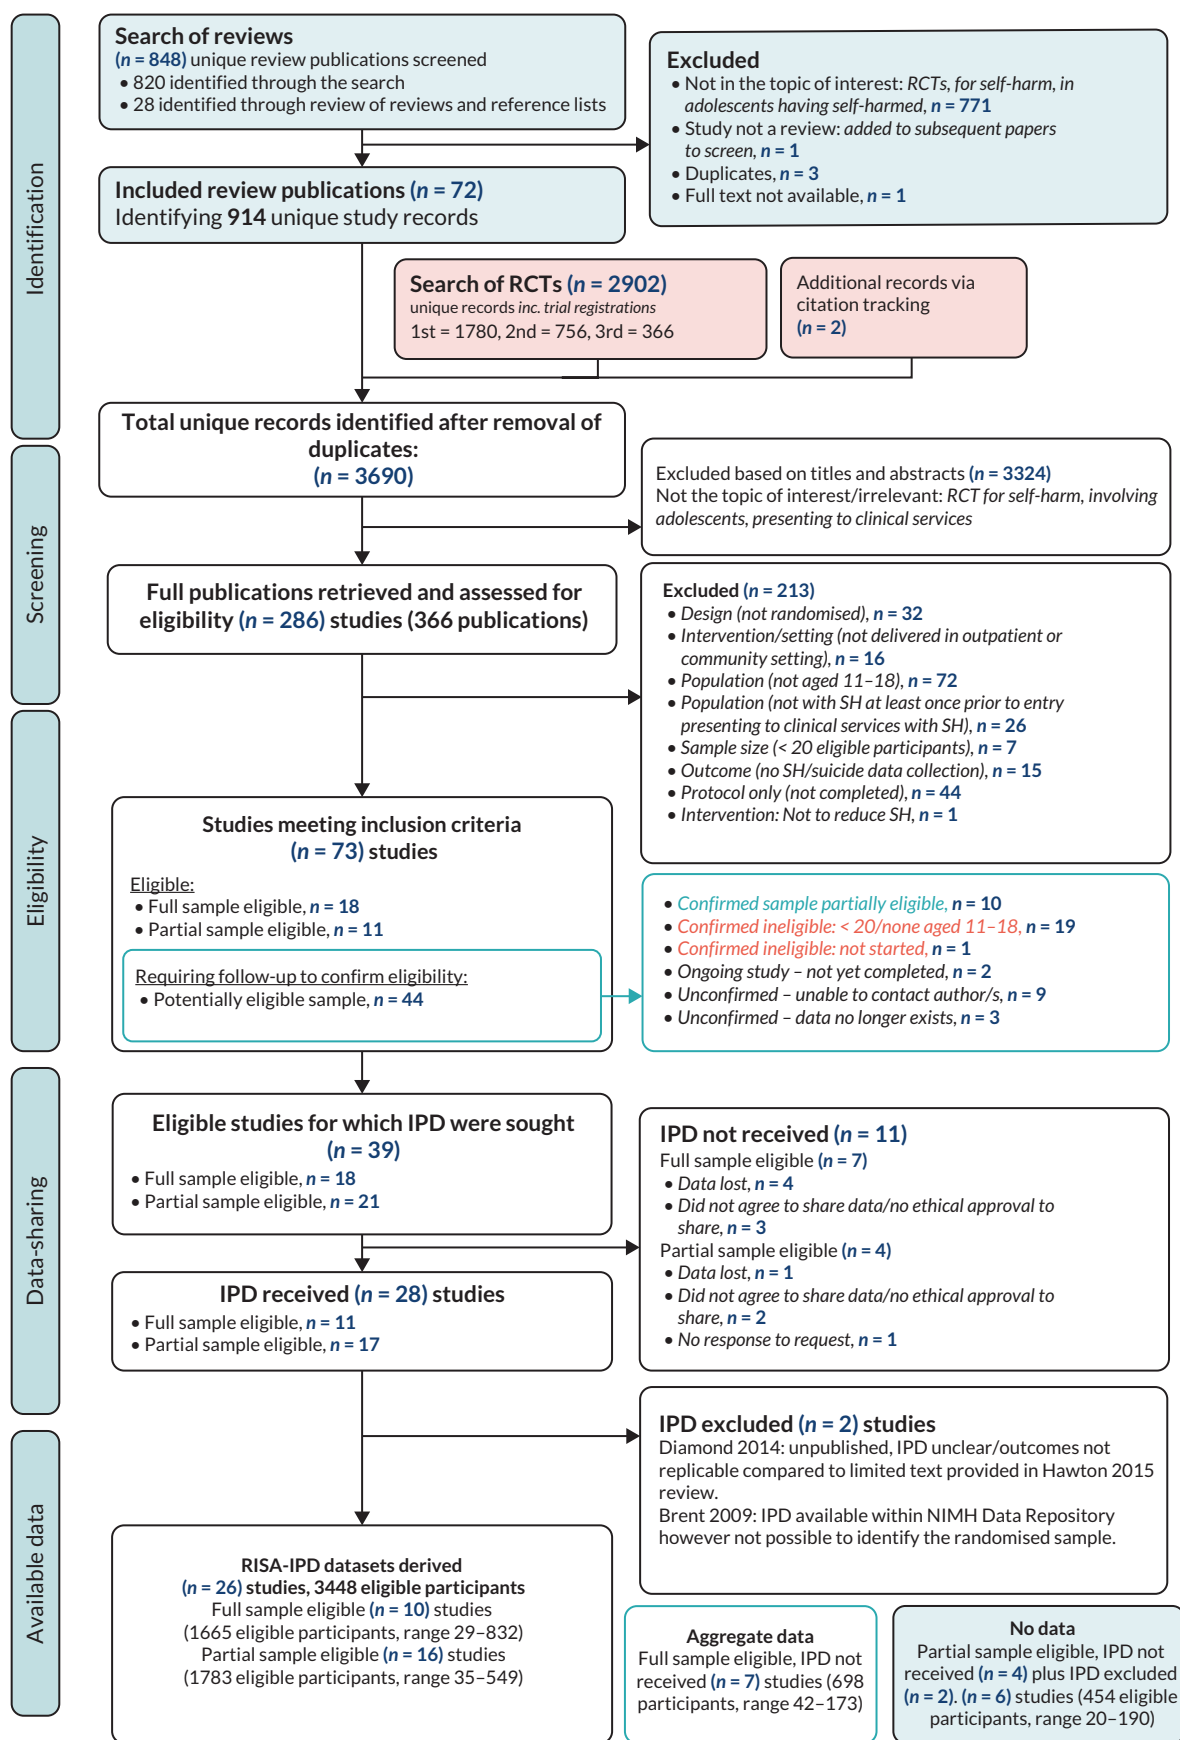 Identification
Search of reviews
(n = 848) unique review publications screened
• 820 identified through the search
• 28 identified through review of reviews and reference lists
Excluded
• Not in the topic of interest: RCTs, for self-harm, in
adolescents having self-harmed, n = 771
• Study not a review: added to subsequent papers
to screen, n = 1
• Duplicates, n = 3
• Full text not available, n = 1
Included review publications (n = 72)
Identifying 914 unique study records
Search of RCTs (n = 2902)
unique records inc. trial registrations
1st = 1780, 2nd = 756, 3rd = 366
Additional records via
citation tracking
(n = 2)
Total unique records identified after removal of
duplicates:
(n = 3690)
Screening
Excluded based on titles and abstracts (n = 3324)
Not the topic of interest/irrelevant: RCT for self-harm, involving
adolescents, presenting to clinical services
Full publications retrieved and assessed for
eligibility (n = 286) studies (366 publications)
Excluded (n = 213)
• Design (not randomised), n = 32
• Intervention/setting (not delivered in outpatient or
community setting), n = 16
• Population (not aged 11–18), n = 72
• Population (not with SH at least once prior to entry
presenting to clinical services with SH), n = 26
• Sample size (< 20 eligible participants), n = 7
• Outcome (no SH/suicide data collection), n = 15
• Protocol only (not completed), n = 44
• Intervention: Not to reduce SH, n = 1
Eligibility
Studies meeting inclusion criteria
(n = 73) studies
Eligible:
• Full sample eligible, n = 18
• Partial sample eligible, n = 11
Requiring follow-up to confirm eligibility:
• Potentially eligible sample, n = 44
• Confirmed sample partially eligible, n = 10
• Confirmed ineligible: < 20/none aged 11–18, n = 19
• Confirmed ineligible: not started, n = 1
• Ongoing study – not yet completed, n = 2
• Unconfirmed – unable to contact author/s, n = 9
• Unconfirmed – data no longer exists, n = 3
Data-sharing
Eligible studies for which IPD were sought
(n = 39)
• Full sample eligible, n = 18
• Partial sample eligible, n = 21
IPD not received (n = 11)
Full sample eligible (n = 7)
• Data lost, n = 4
• Did not agree to share data/no ethical approval to
share, n = 3
Partial sample eligible (n = 4)
• Data lost, n = 1
• Did not agree to share data/no ethical approval to
share, n = 2
• No response to request, n = 1
IPD received (n = 28) studies
• Full sample eligible, n = 11
• Partial sample eligible, n = 17
Available data
IPD excluded (n = 2) studies
Diamond 2014: unpublished, IPD unclear/outcomes not
replicable compared to limited text provided in Hawton 2015
review.
Brent 2009: IPD available within NIMH Data Repository
however not possible to identify the randomised sample.
RISA-IPD datasets derived
(n = 26) studies, 3448 eligible participants
Full sample eligible (n = 10) studies
(1665 eligible participants, range 29–832)
Partial sample eligible (n = 16) studies
(1783 eligible participants, range 35–549)
Aggregate data
Full sample eligible, IPD not
received (n = 7) studies (698
participants, range 42–173)
No data
Partial sample eligible, IPD not
received (n = 4) plus IPD excluded
(n = 2). (n = 6) studies (454 eligible
participants, range 20–190)